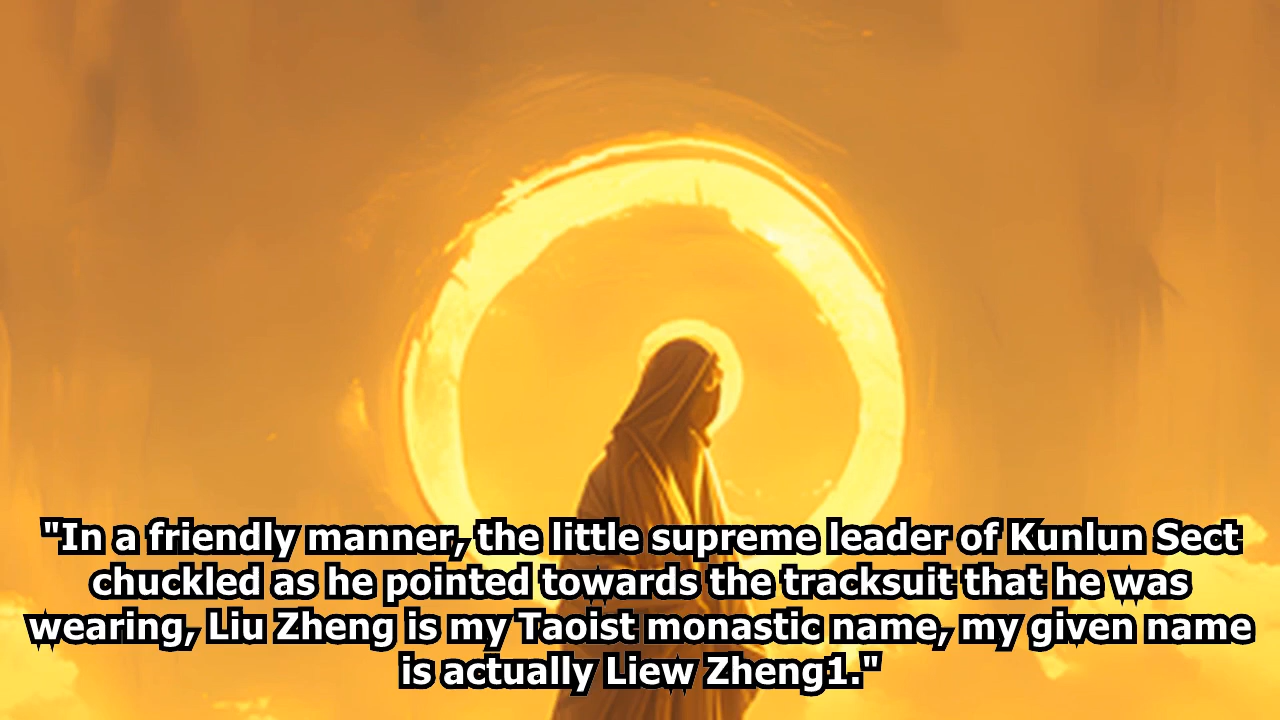 "In a friendly manner, the little supreme leader of Kunlun Sect
chuckled as he pointed towards the tracksuit that he was
wearing, Liu Zheng is my Taoist monastic name, my given name
is actually Liew Zheng1."